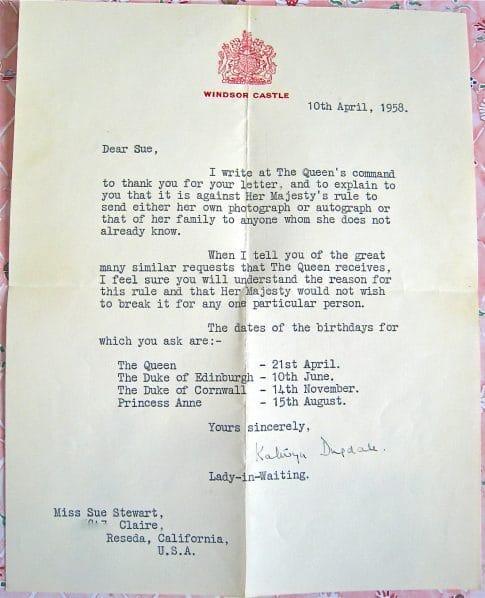 WINDSOR CASTLE
10th April, 1958.
Dear Sue,
I write at The Queen's command
to thank you for your letter, and to explain to
you that it is against Her Majesty's rule to
send either her own photograph or autograph or
that of her family to anyone whom she does not
already know.
When I tell you of the great
many similar requests that The Queen receives,
I feel sure you will understand the reason for
this rule and that Her Majesty would not wish
to break it for any one particular person.
The dates of the birthdays for
which you ask are:-
The Queen - 21st April.
The Duke of Edinburgh - 10th June.
The Duke of Cornwall - 14th November.
Princess Anne - 15th August.
Yours sincerely,
Kathryn Dugdale.
Lady-in-Waiting.
Miss Sue Stewart,
Claire,
Reseda, California,
U.S.A.